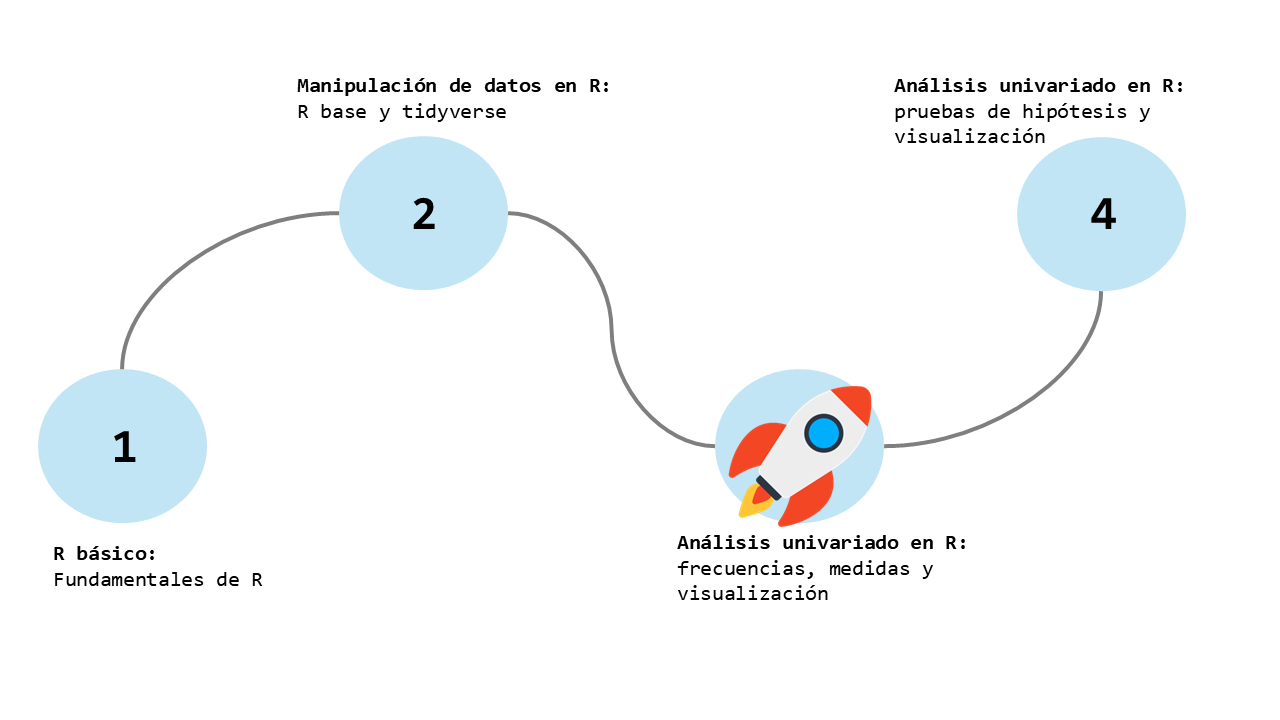 Manipulación de datos en R:
R base y tidyverse
Análisis univariado en R:
pruebas de hipótesis y
visualización
2
4
1
R básico:
Fundamentales de R
Análisis univariado en R:
frecuencias, medidas y
visualización